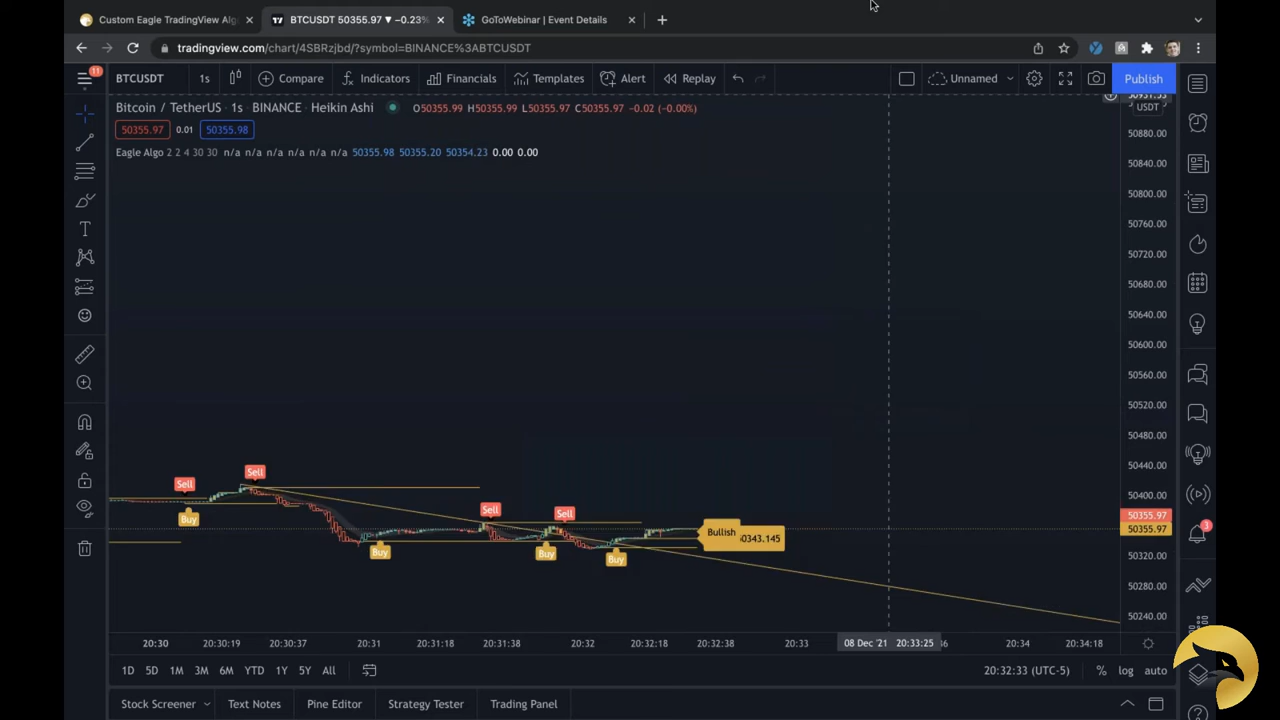 Custom Eagle TradingView Alg
BTCUSDT 50355.97 ▼ −0.23%
GoToWebinar | Event Details
tradingview.com/chart/4SBRzjbd/?symbol=BINANCE%3ABTCUSDT
11
BTCUSDT 1s Compare Indicators Financials Templates Alert Replay Unnamed Publish
Bitcoin / TetherUS · 1s · BINANCE · Heikin Ashi O50355.99 H50355.99 L50355.97 C50355.97 −0.02 (−0.00%)
USDT
50355.97 0.01 50355.98
Eagle Algo 2 2 4 30 30 n/a n/a n/a n/a n/a n/a 50355.98 50355.20 50354.23 0.00 0.00
50880.00
50840.00
50800.00
50760.00
50720.00
50680.00
50640.00
50600.00
50560.00
50520.00
50480.00
50440.00
50400.00
50355.97
50355.97
50320.00
50280.00
50240.00
Sell
Sell
Sell
Sell
Buy
Buy
Buy
Buy
Bullish
0343.145
3
20:30 20:30:19 20:30:37 20:31 20:31:18 20:31:38 20:32 20:32:18 20:32:38 20:33 08 Dec '21 20:33:25 20:34 20:34:18
1D 5D 1M 3M 6M YTD 1Y 5Y All 20:32:33 (UTC-5) % log auto
Stock Screener Text Notes Pine Editor Strategy Tester Trading Panel